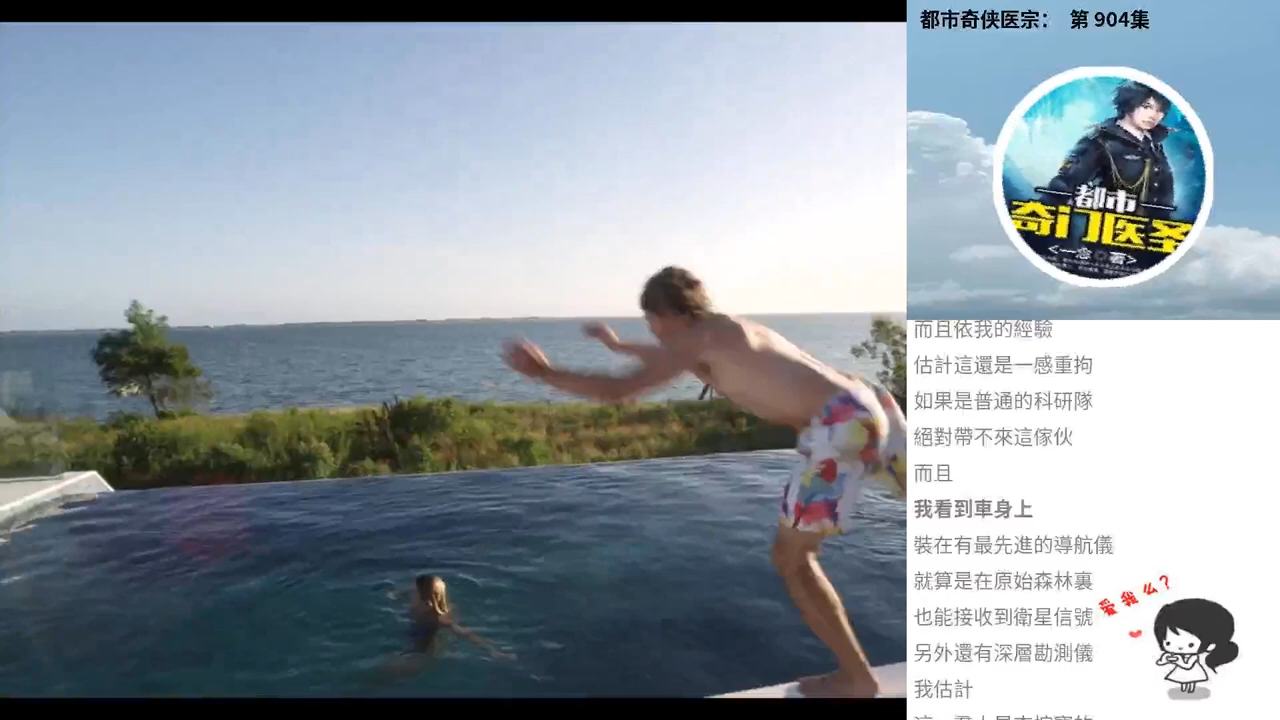 都市奇侠医宗： 第 904集
都市
奇门医圣
而且依我的經驗
估計這還是一感重拘
如果是普通的科研隊
絕對帶不來這傢伙
而且
我看到車身上
裝在有最先進的導航儀
就算是在原始森林裏
也能接收到衛星信號
爱我么？
另外還有深層勘測儀
我估計